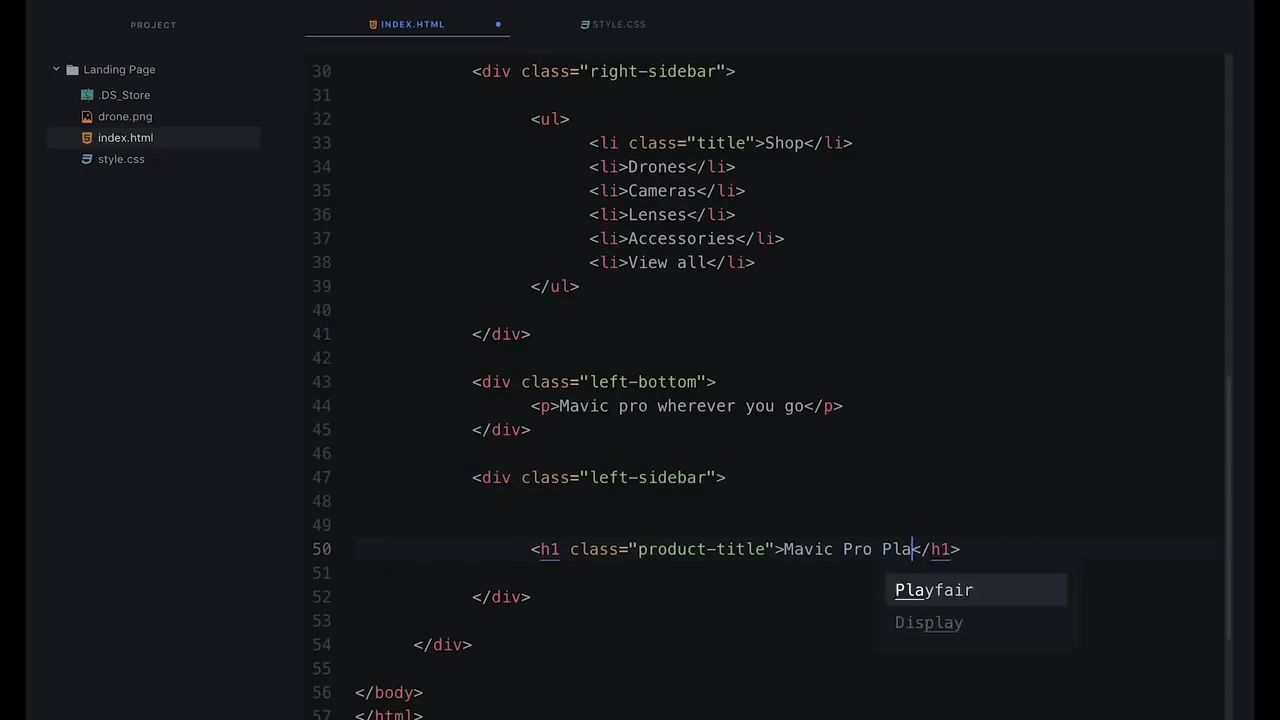 PROJECT
INDEX.HTML
STYLE.CSS
Landing Page
.DS_Store
drone.png
index.html
style.css
30 <div class="right-sidebar">
31
32 <ul>
33 <li class="title">Shop</li>
34 <li>Drones</li>
35 <li>Cameras</li>
36 <li>Lenses</li>
37 <li>Accessories</li>
38 <li>View all</li>
39 </ul>
40
41 </div>
42
43 <div class="left-bottom">
44 <p>Mavic pro wherever you go</p>
45 </div>
46
47 <div class="left-sidebar">
48
49
50 <h1 class="product-title">Mavic Pro Pla</h1>
Playfair
Display
51
52 </div>
53
54 </div>
55
56 </body>
57 </html>